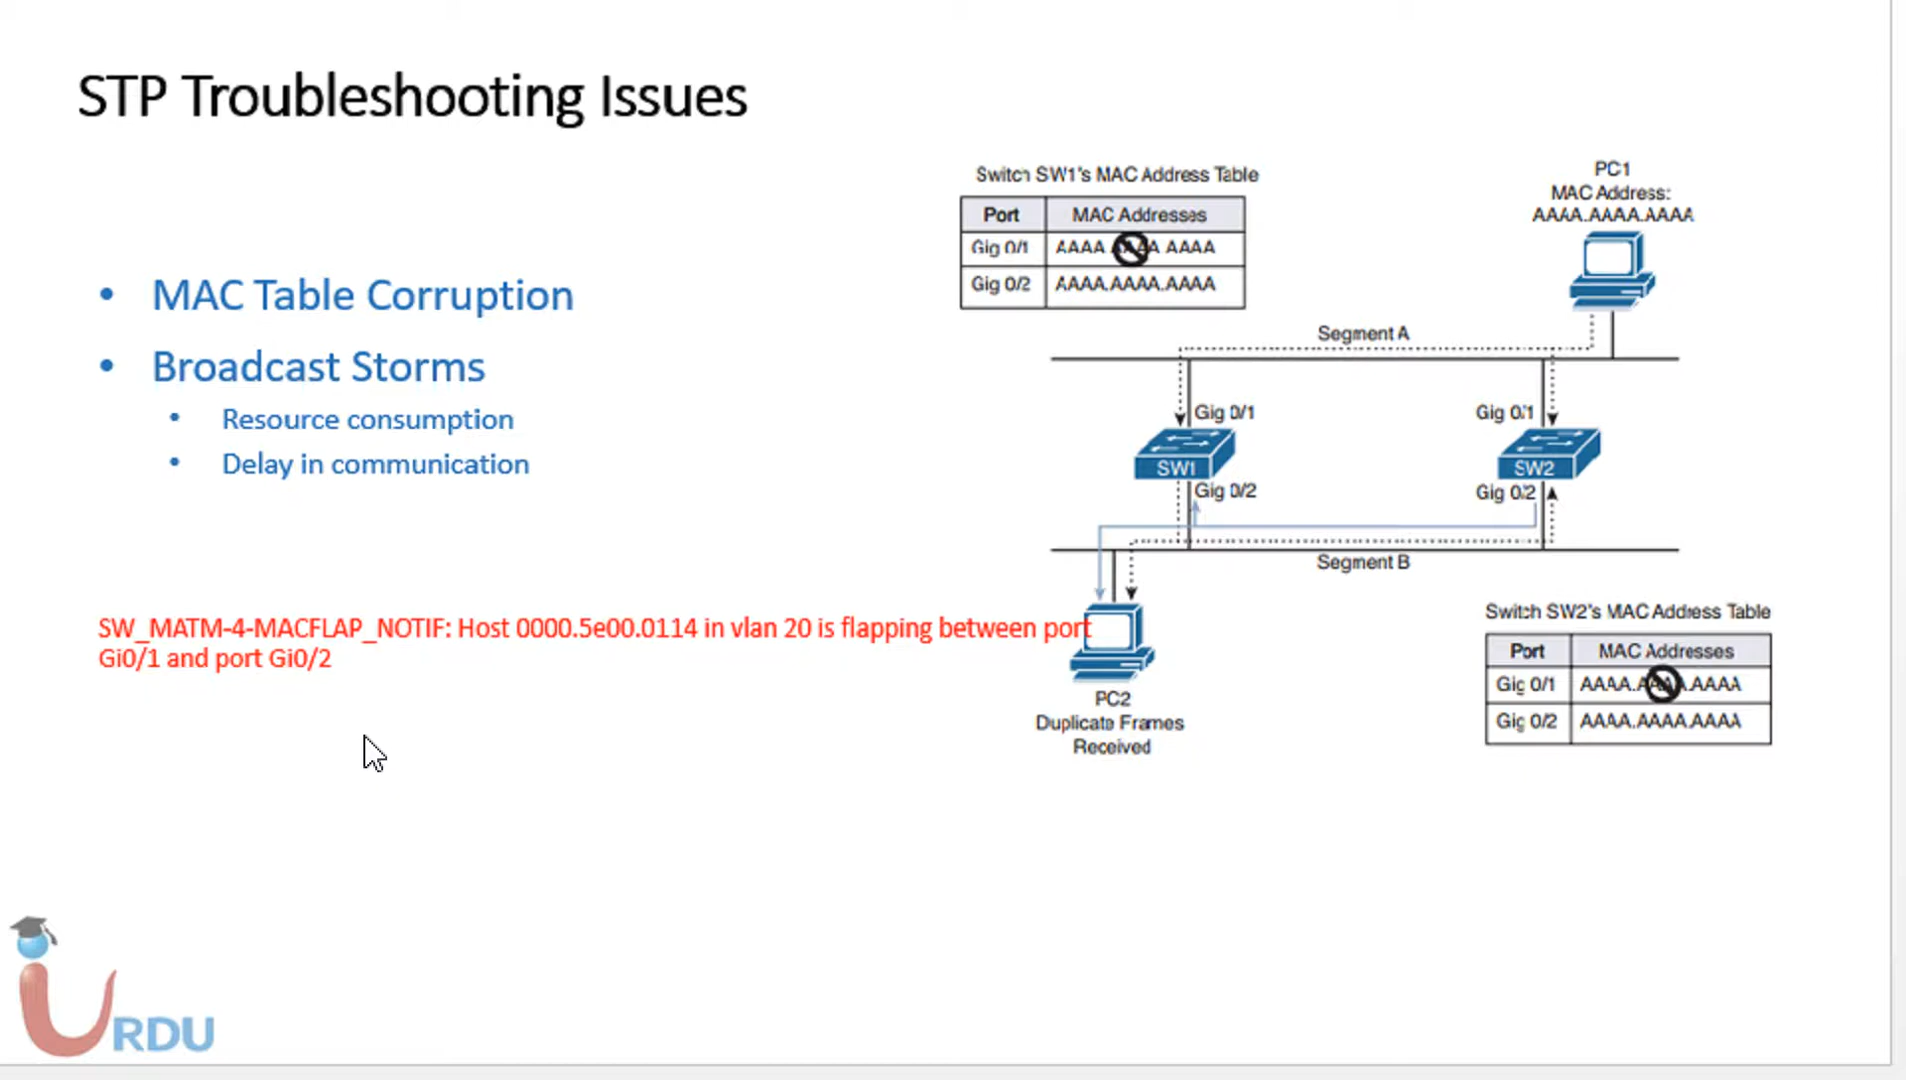 STP Troubleshooting Issues
• MAC Table Corruption
• Broadcast Storms
• Resource consumption
• Delay in communication
SW_MATM-4-MACFLAP_NOTIF: Host 0000.5e00.0114 in vlan 20 is flapping between port
Gi0/1 and port Gi0/2
Switch SW1's MAC Address Table
Port MAC Addresses
Gig 0/1 AAAA.AAAA.AAAA
Gig 0/2 AAAA.AAAA.AAAA
PC1
MAC Address:
AAAA.AAAA.AAAA
Segment A
Gig 0/1
Gig 0/1
SW1
SW2
Gig 0/2
Gig 0/2
Segment B
PC2
Duplicate Frames
Received
Switch SW2's MAC Address Table
Port MAC Addresses
Gig 0/1 AAAA.AAAA.AAAA
Gig 0/2 AAAA.AAAA.AAAA
URDU